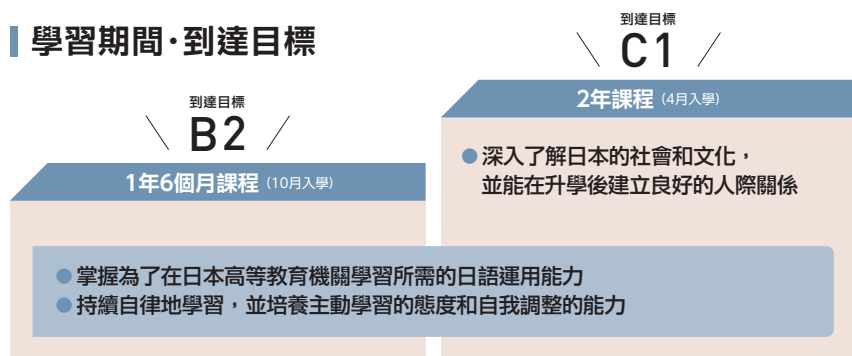 學習期間·到達目標
到達目標
B2
1年6個月課程（10月入學）
到達目標
C1
2年課程（4月入學）
●深入了解日本的社會和文化，
並能在升學後建立良好的人際關係
●掌握為了在日本高等教育機關學習所需的日語運用能力
●持續自律地學習，並培養主動學習的態度和自我調整的能力